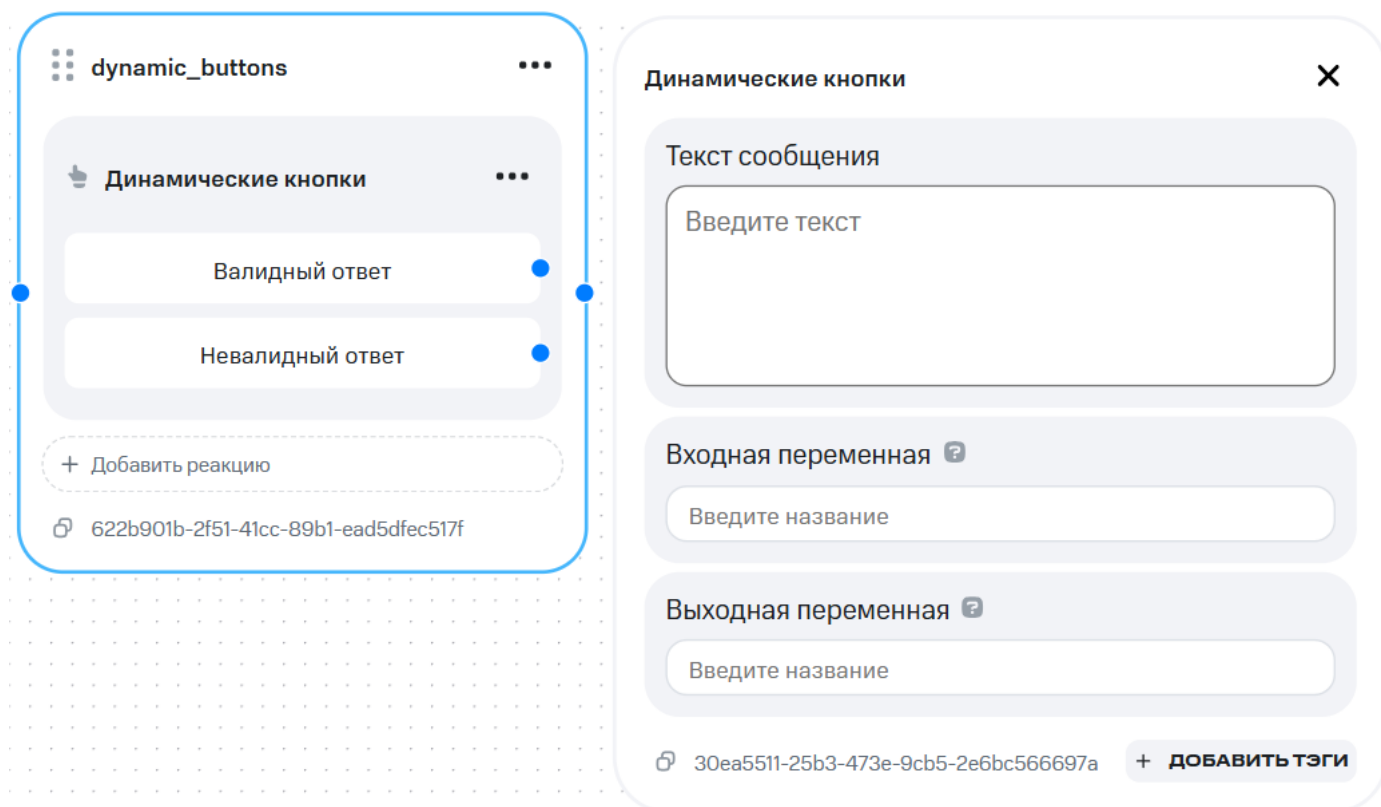 dynamic_buttons
Динамические кнопки
Валидный ответ
Невалидный ответ
+ Добавить реакцию
622b901b-2f51-41cc-89b1-ead5dfec517f
Динамические кнопки
Текст сообщения
Введите текст
Входная переменная ?
Введите название
Выходная переменная ?
Введите название
30ea5511-25b3-473e-9cb5-2e6bc566697a
+ ДОБАВИТЬ ТЭГИ